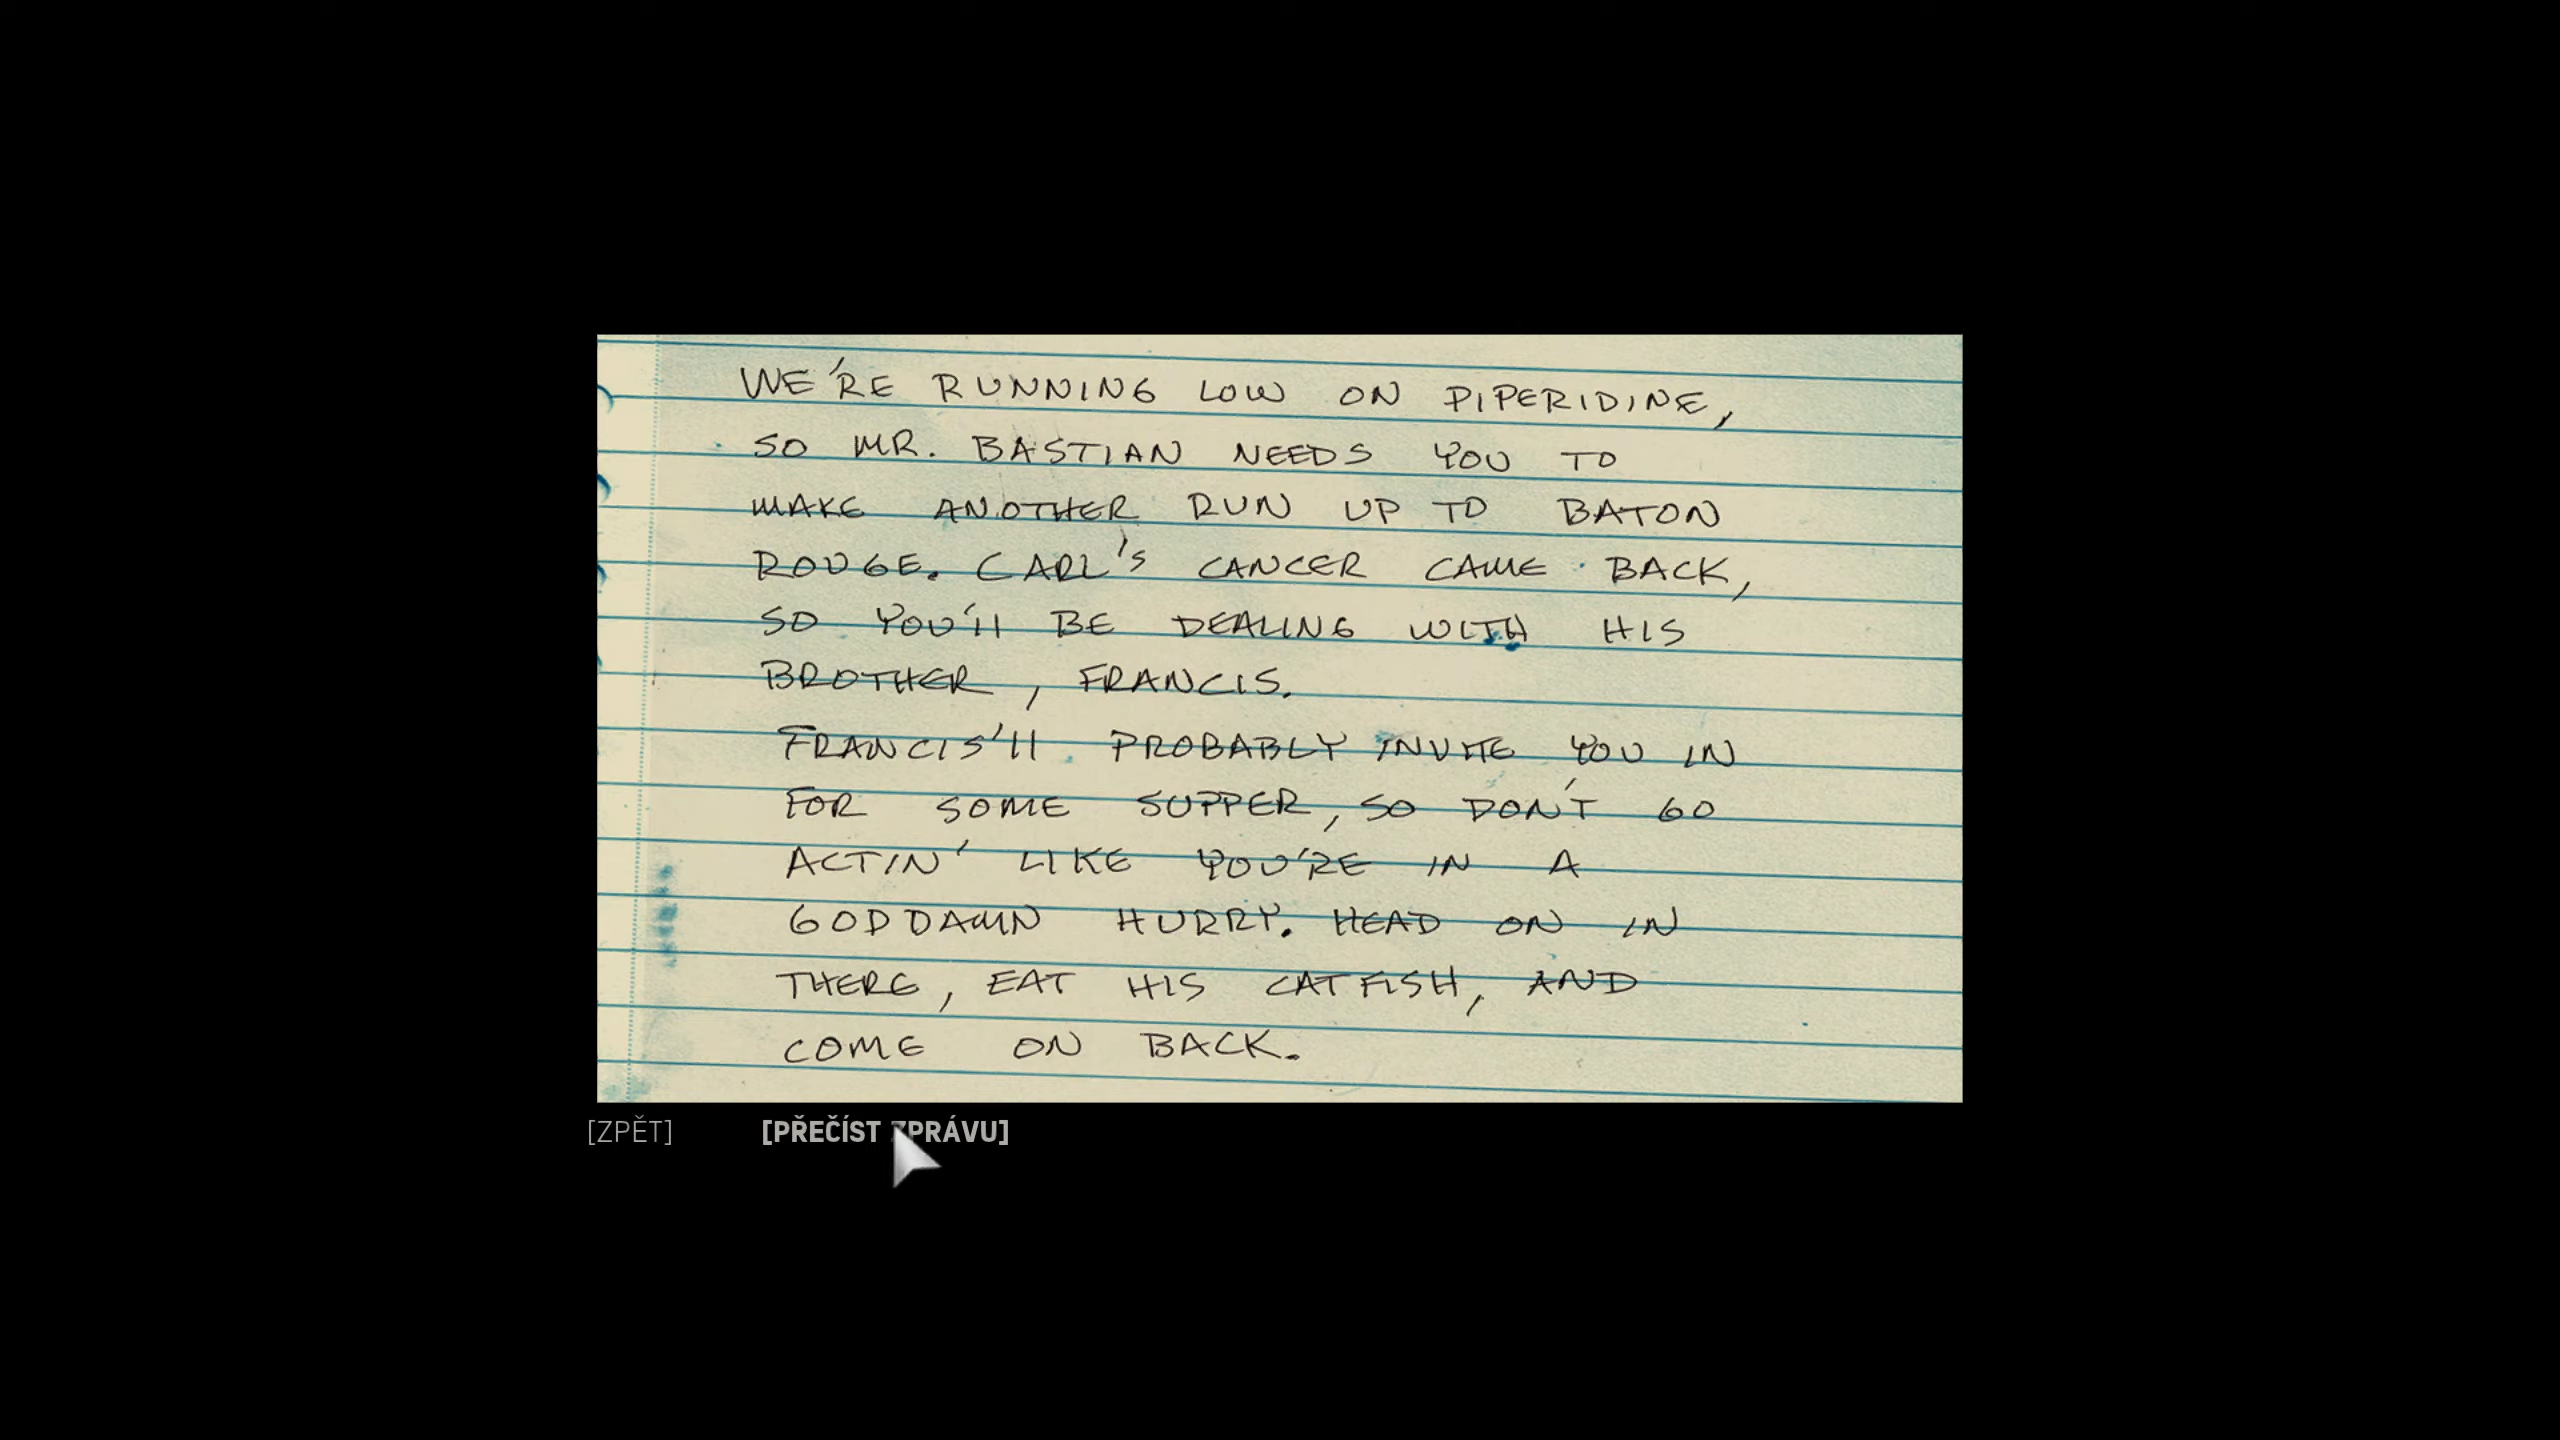 WE'RE RUNNING LOW ON PIPERIDINE,
SO MR. BASTIAN NEEDS YOU TO
MAKE ANOTHER RUN UP TO BATON
ROUGE. CARL'S CANCER CAME BACK,
SO YOU'll BE DEALING WITH HIS
BROTHER, FRANCIS.
FRANCIS'll PROBABLY INVITE YOU IN
FOR SOME SUPPER, SO DON'T GO
ACTIN' LIKE YOU'RE IN A
GODDAMN HURRY. HEAD ON IN
THERE, EAT HIS CATFISH, AND
COME ON BACK.
[ZPĚT] [PŘEČÍST ZPRÁVU]